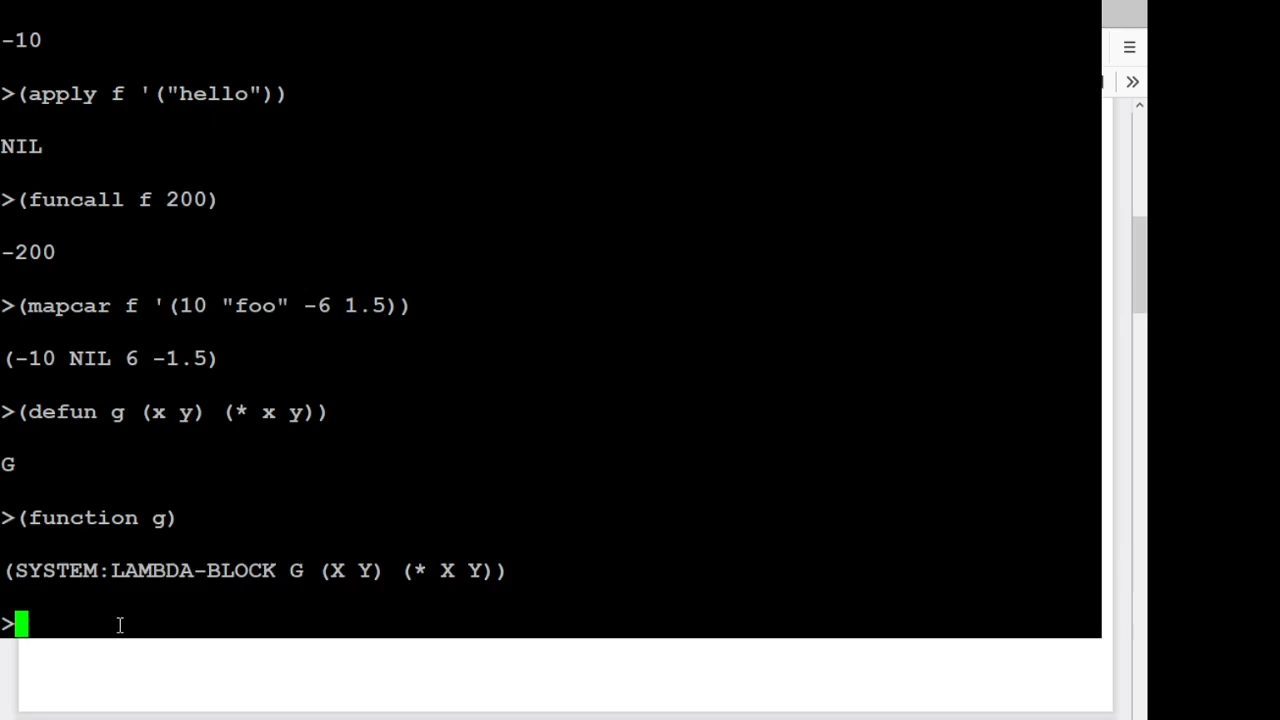 -10
>(apply f '("hello"))
NIL
>(funcall f 200)
-200
>(mapcar f '(10 "foo" -6 1.5))
(-10 NIL 6 -1.5)
>(defun g (x y) (* x y))
G
>(function g)
(SYSTEM:LAMBDA-BLOCK G (X Y) (* X Y))
>